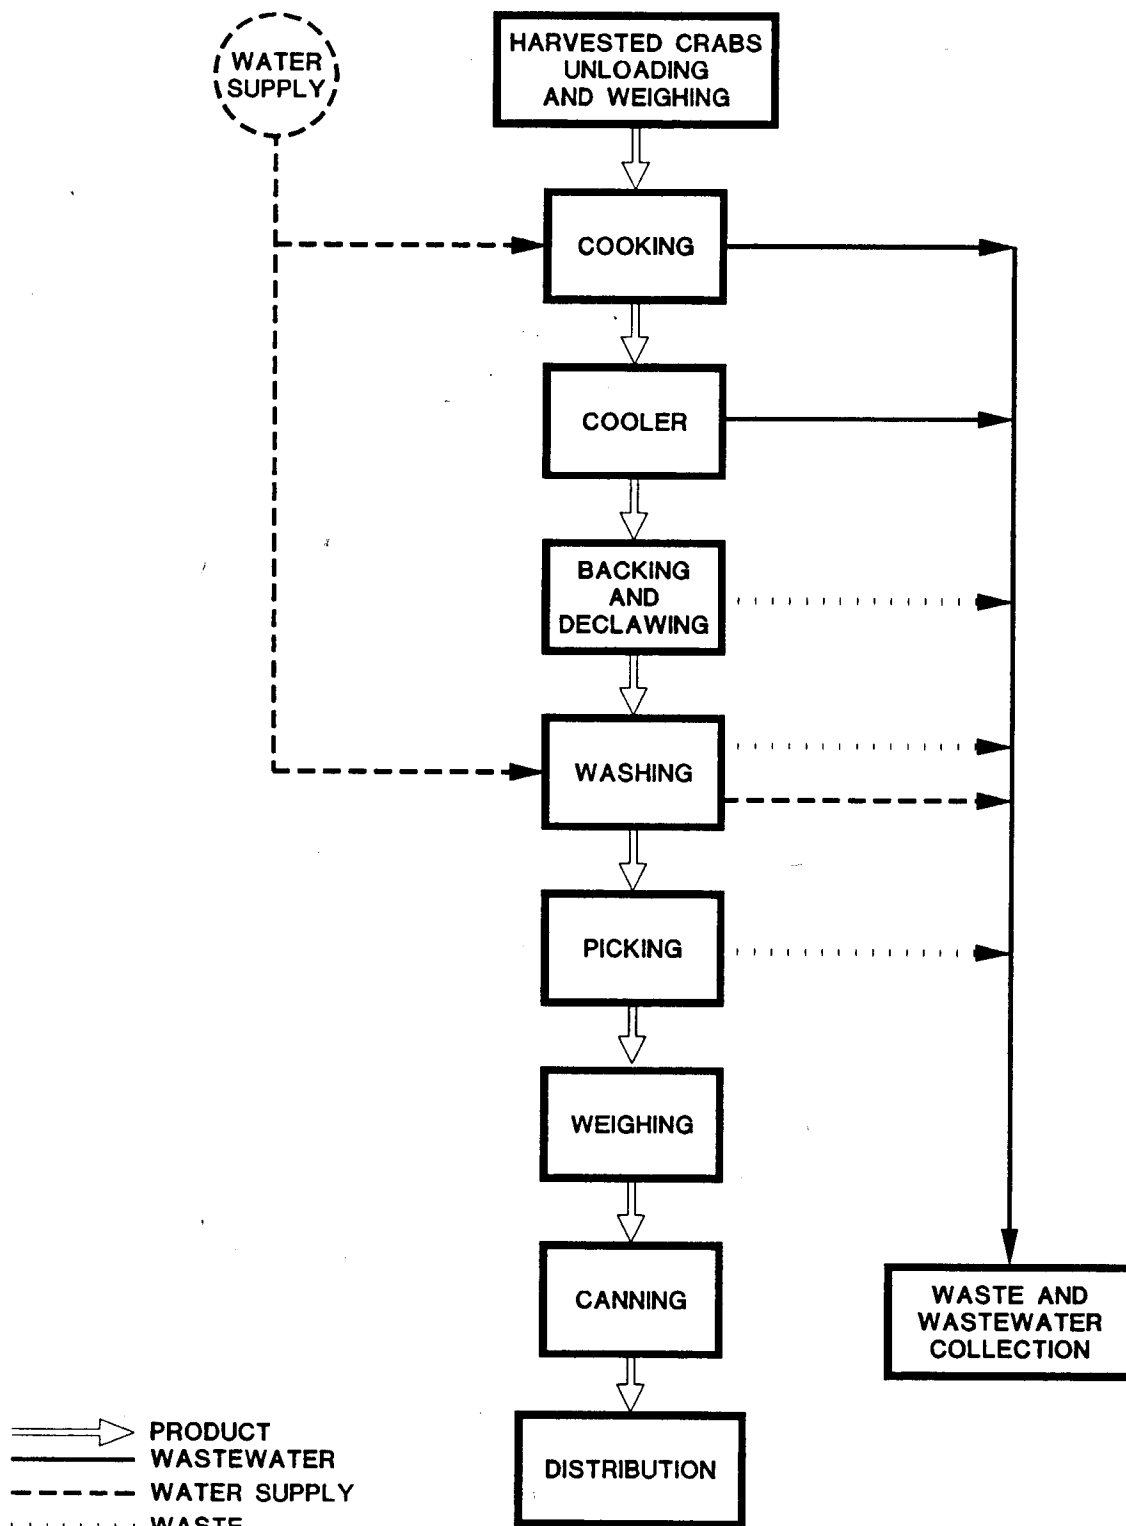 WATER
SUPPLY
HARVESTED CRABS
UNLOADING
AND WEIGHING
COOKING
COOLER
BACKING
AND
DECLAWING
WASHING
PICKING
WEIGHING
CANNING
WASTE AND
WASTEWATER
COLLECTION
DISTRIBUTION
PRODUCT
WASTEWATER
WATER SUPPLY
WASTE